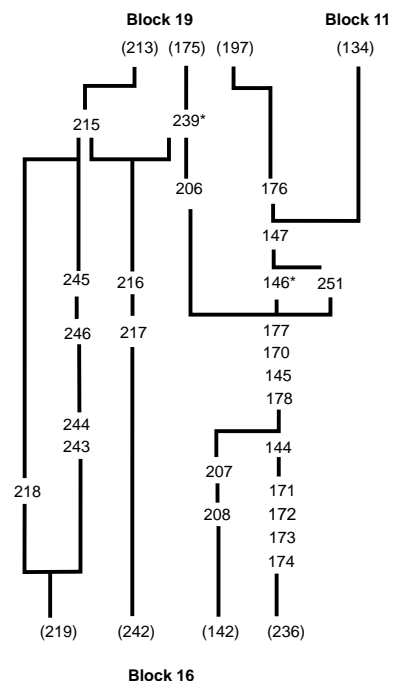 Block 19 Block 11
(213) (175) (197) (134)
215 239*
206 176
147
245 216 146* 251
246 217 177
170
145
178
244
243 144
207
218 171
208 172
173
174
(219) (242) (142) (236)
Block 16